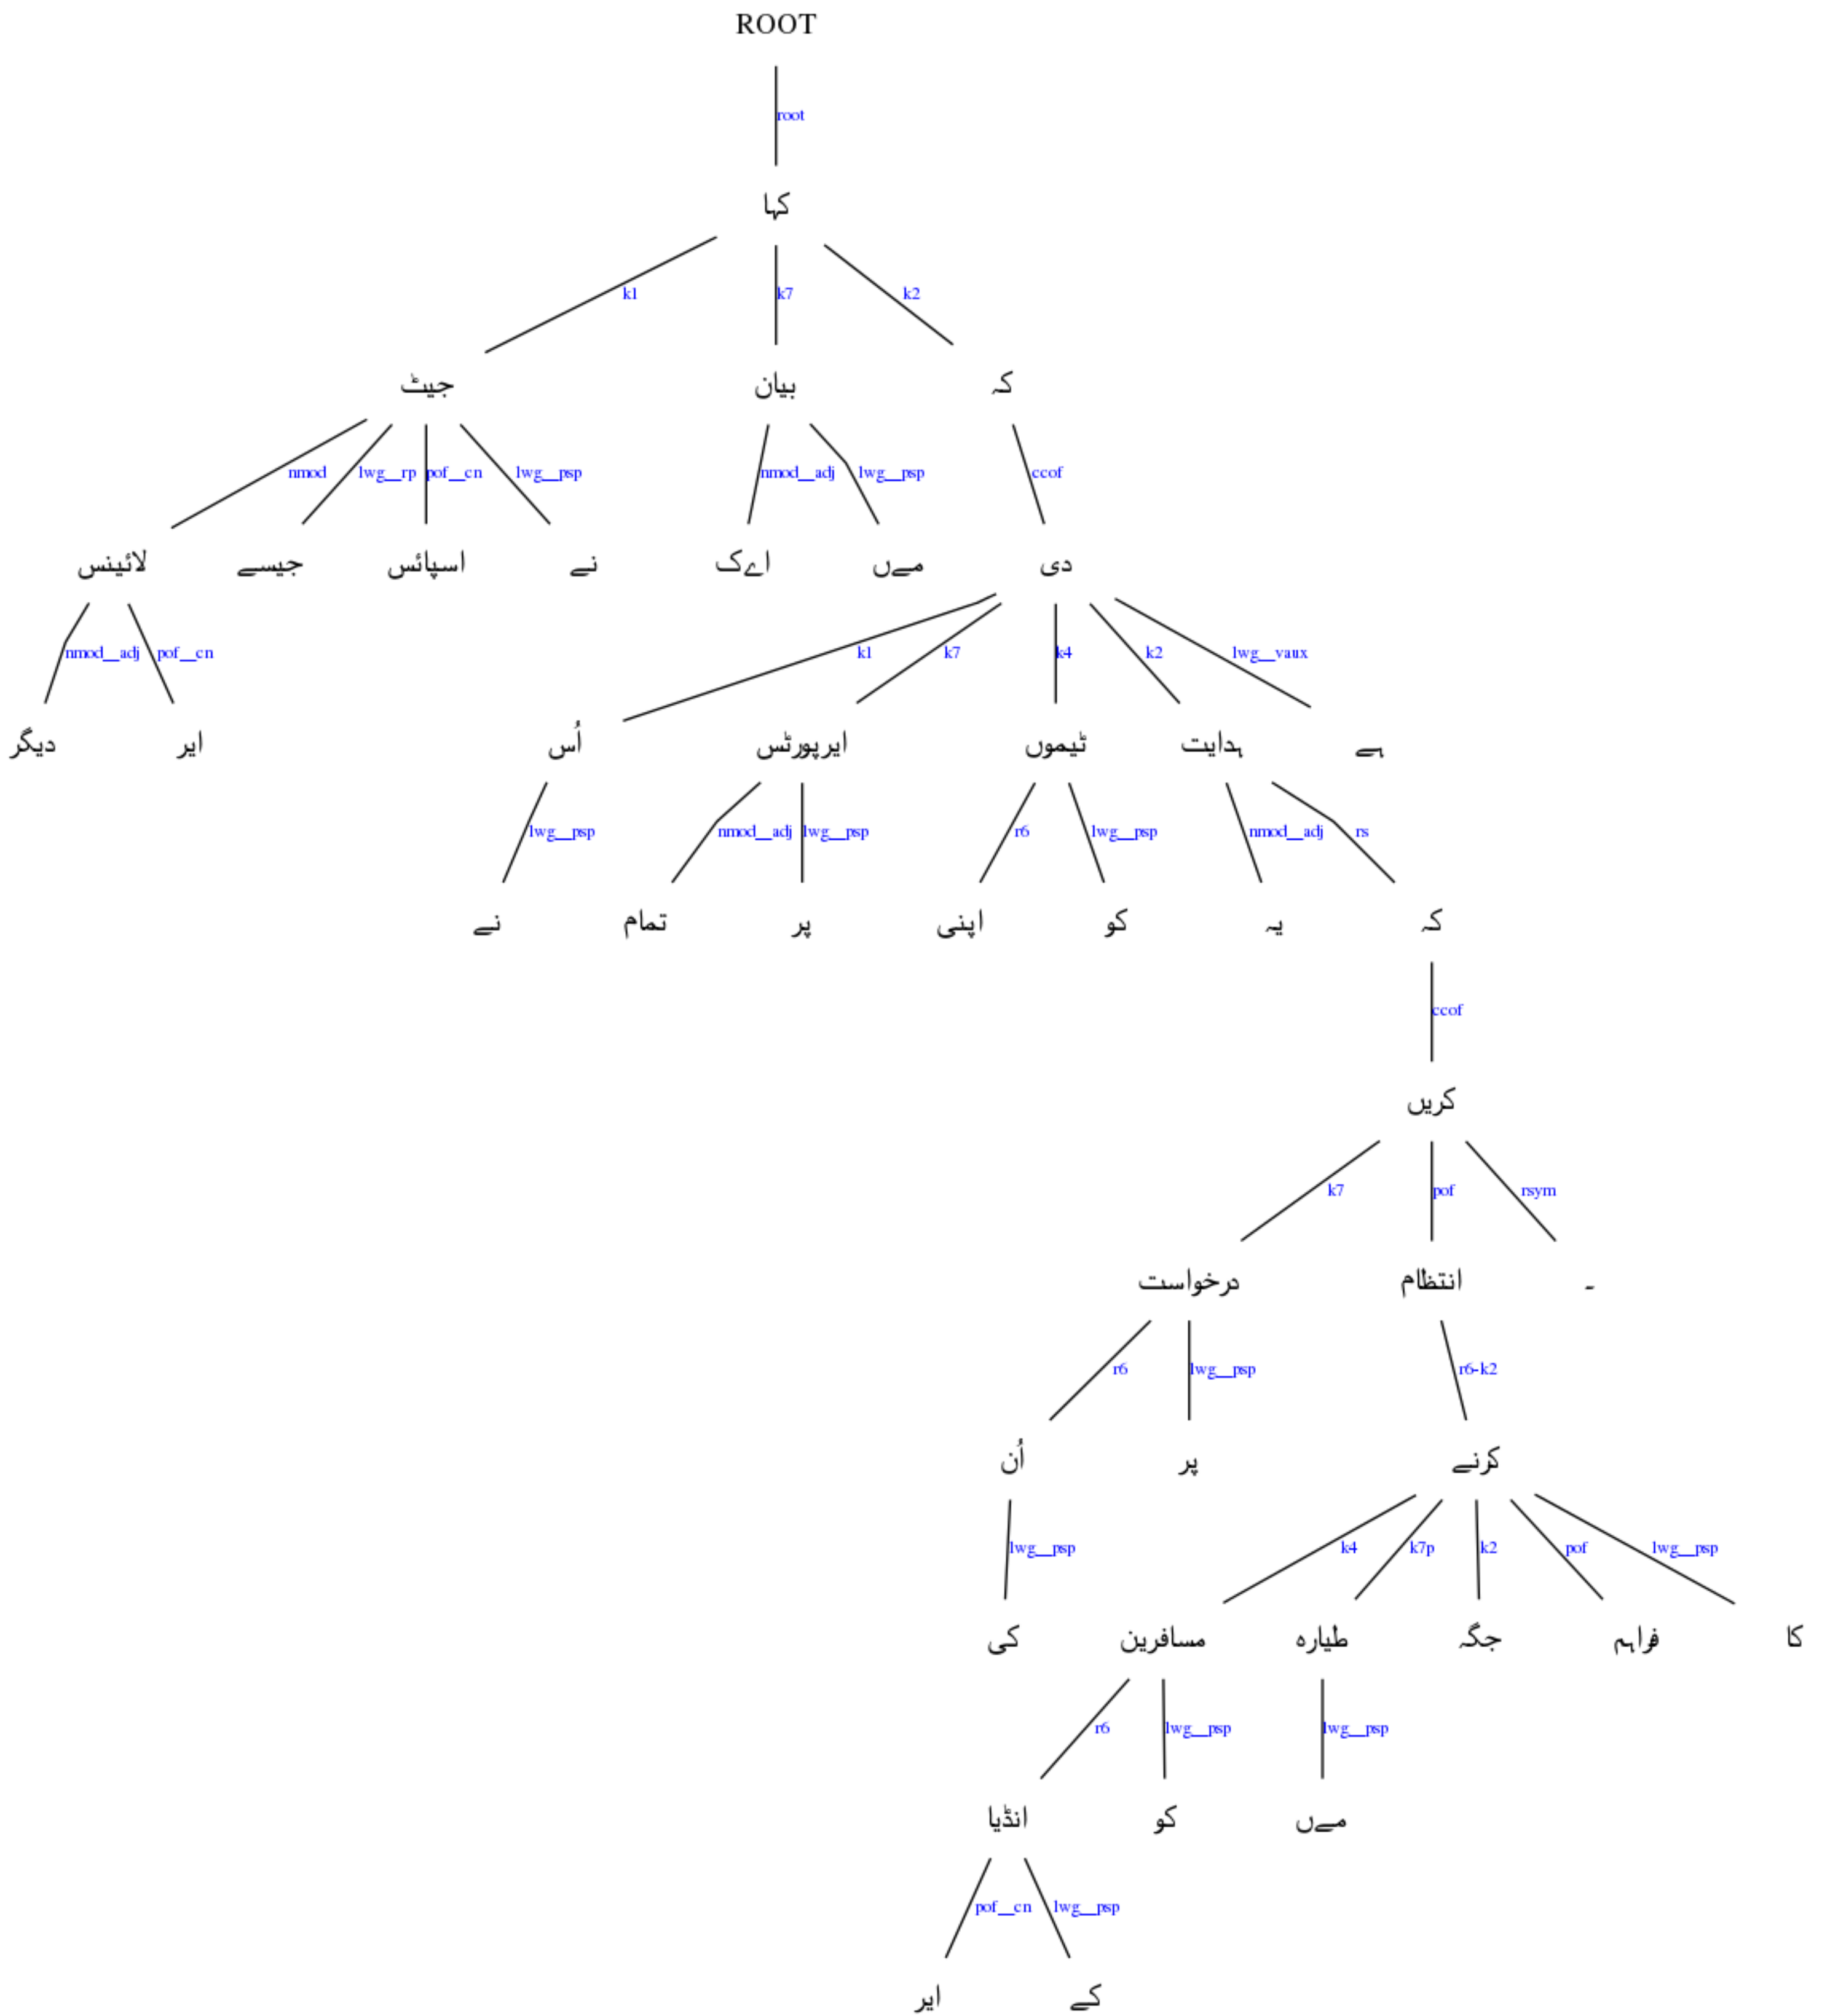 ROOT
root
کہا
k1 k7 k2
جیٹ بیان کہ
nmod lwg__rp pof__cn lwg__psp nmod__adj lwg__psp ccof
لائینس جیسے اسپائس نے اےک مےں دی
nmod__adj pof__cn k1 k7 k4 k2 lwg__vaux
دیگر ایر اُس ایرپورٹس ٹیموں ہدایت ہے
lwg__psp nmod__adj lwg__psp r6 lwg__psp nmod__adj rs
نے تمام پر اپنی کو یہ کہ
ccof
کریں
k7 pof rsym
درخواست انتظام ۔
r6 lwg__psp r6-k2
اُن پر کرنے
lwg__psp k4 k7p k2 pof lwg__psp
کی مسافرین طیارہ جگہ فراہم کا
r6 lwg__psp lwg__psp
انڈیا کو مےں
pof__cn lwg__psp
ایر کے